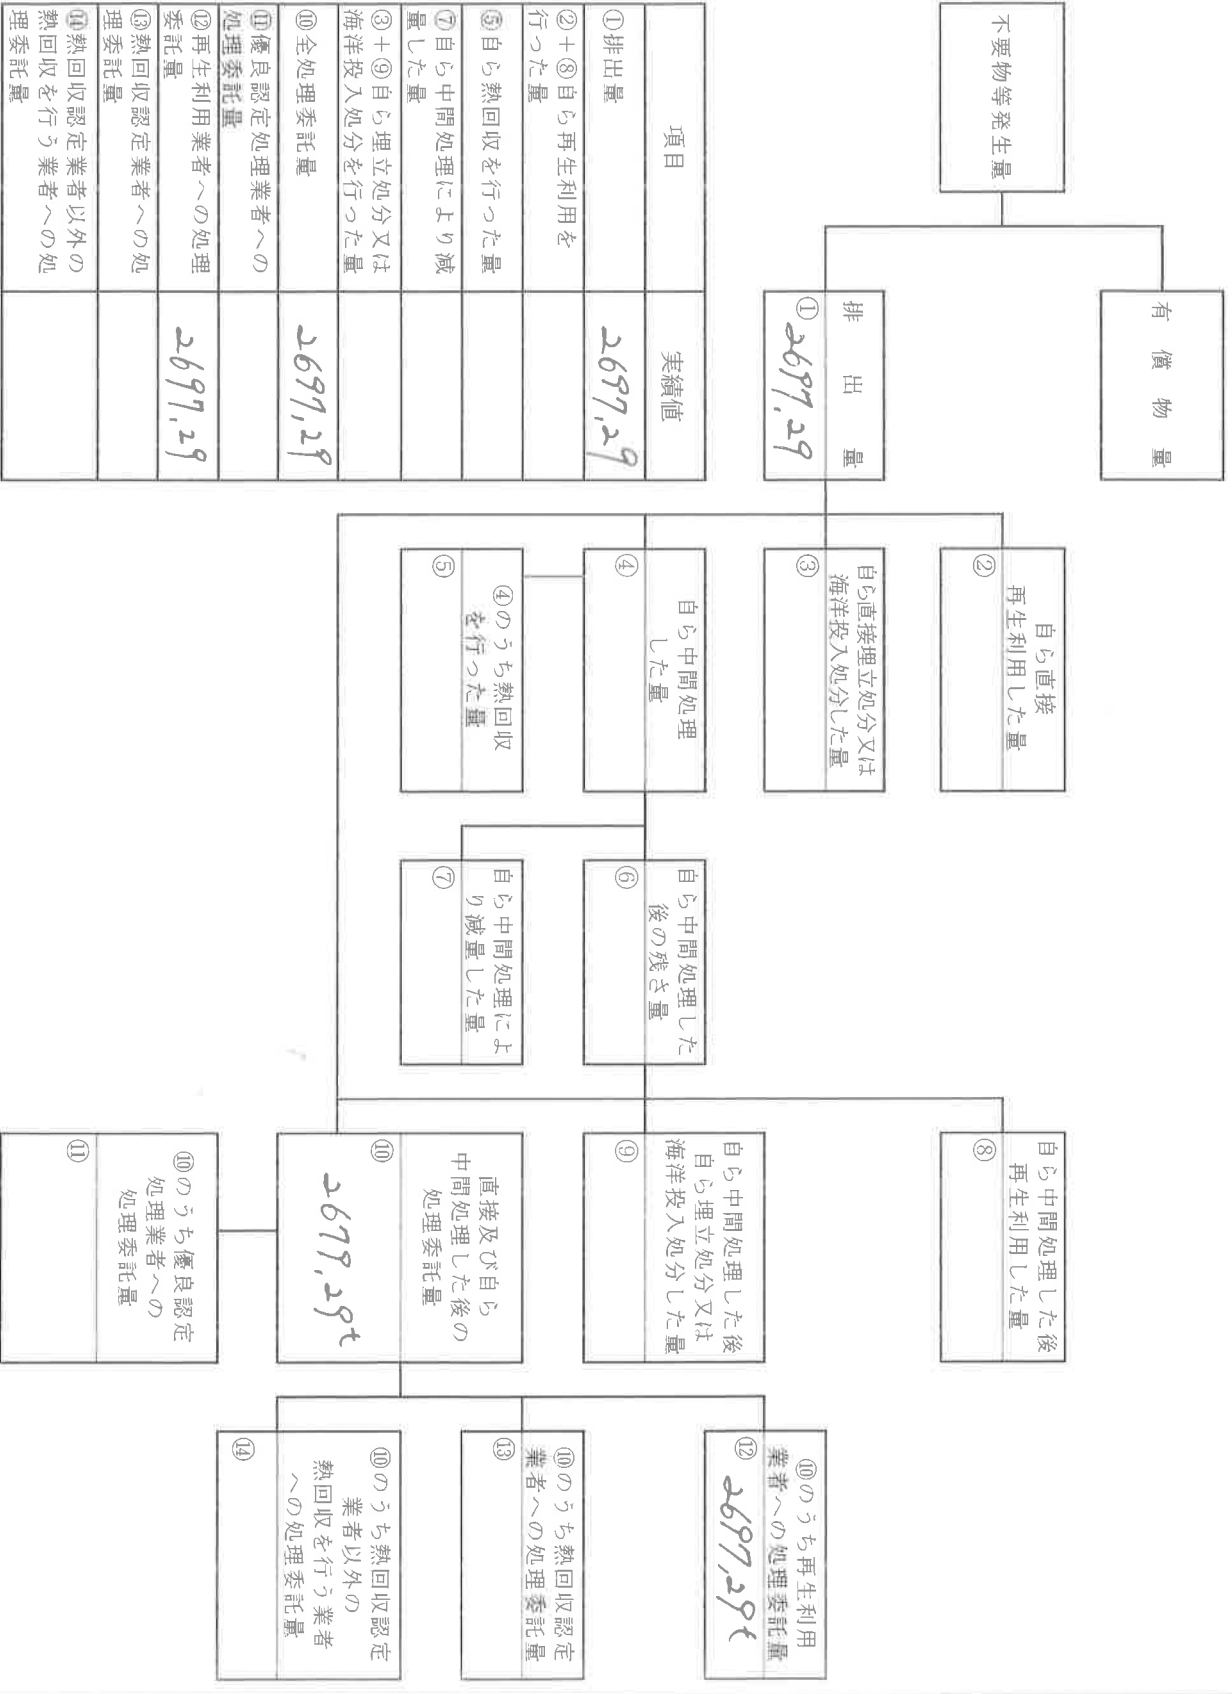 不要物等発生量
有償物量
排出量
① 2697.29
自ら直接
再生利用した量
②
自ら直接埋立処分又は
海洋投入処分した量
③
自ら中間処理
した量
④
④のうち熱回収
を行った量
⑤
自ら中間処理した
後の残さ量
⑥
自ら中間処理によ
り減量した量
⑦
自ら中間処理した後
再生利用した量
⑧
自ら中間処理した後
自ら埋立処分又は
海洋投入処分した量
⑨
直接及び自ら
中間処理した後の
処理委託量
⑩
2679.29t
⑩のうち優良認定
処理業者への
処理委託量
⑪
⑩のうち再生利用
業者への処理委託量
⑫ 2697.29t
⑩のうち熱回収認定
業者への処理委託量
⑬
⑩のうち熱回収認定
業者以外の
熱回収を行う業者
への処理委託量
⑭
項目 実績値
①排出量 2697.29
②+⑧自ら再生利用を
行った量
⑤自ら熱回収を行った量
⑦自ら中間処理により減
量した量
③+⑨自ら埋立処分又は
海洋投入処分を行った量
⑩全処理委託量 2697.29
⑪優良認定処理業者への
処理委託量
⑫再生利用業者への処理
委託量 2697.29
⑬熱回収認定業者への処
理委託量
⑭熱回収認定業者以外の
熱回収を行う業者への処
理委託量